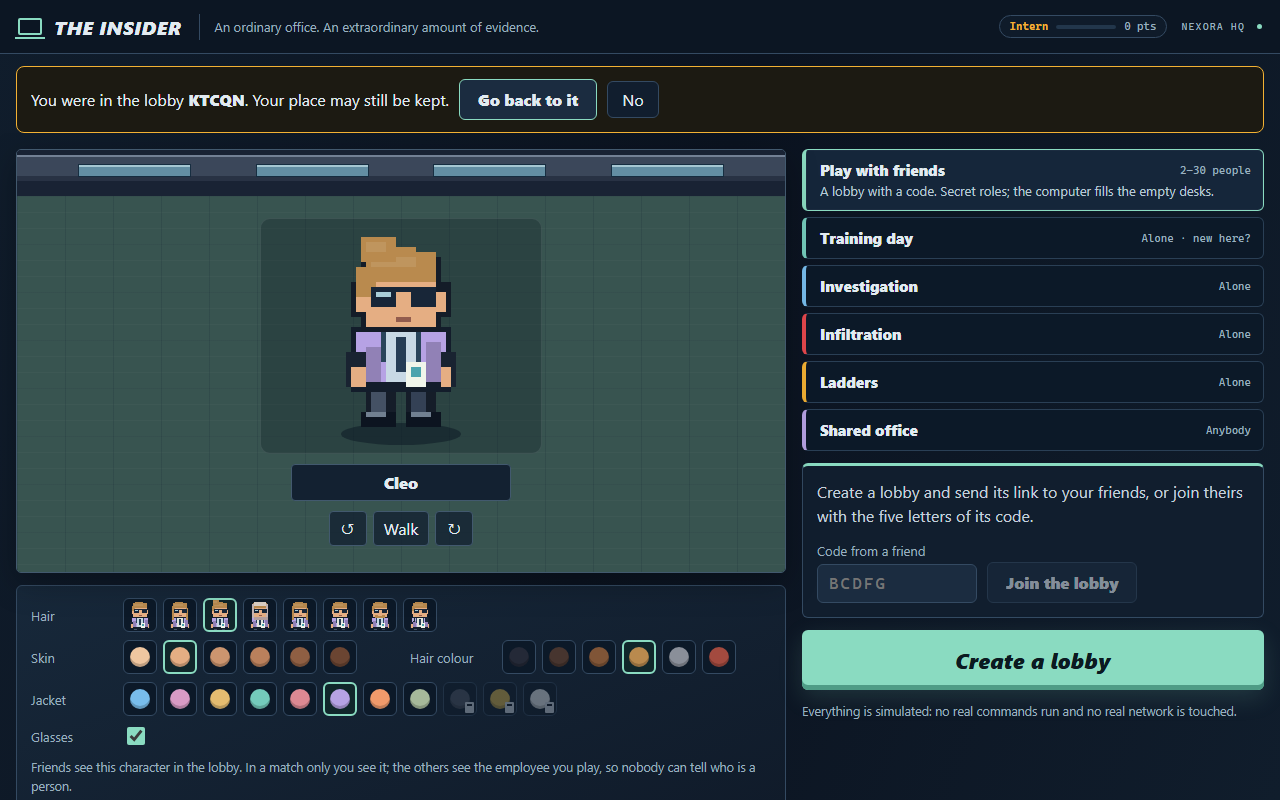 THE INSIDER
An ordinary office. An extraordinary amount of evidence.
Intern 0 pts
NEXORA HQ
You were in the lobby KTCQN. Your place may still be kept.
Go back to it
No
Cleo
↺ Walk ↻
Hair
Skin
Hair colour
Jacket
Glasses
Friends see this character in the lobby. In a match only you see it; the others see the employee you play, so nobody can tell who is a
person.
Play with friends 2–30 people
A lobby with a code. Secret roles; the computer fills the empty desks.
Training day Alone · new here?
Investigation Alone
Infiltration Alone
Ladders Alone
Shared office Anybody
Create a lobby and send its link to your friends, or join theirs
with the five letters of its code.
Code from a friend
BCDFG
Join the lobby
Create a lobby
Everything is simulated: no real commands run and no real network is touched.